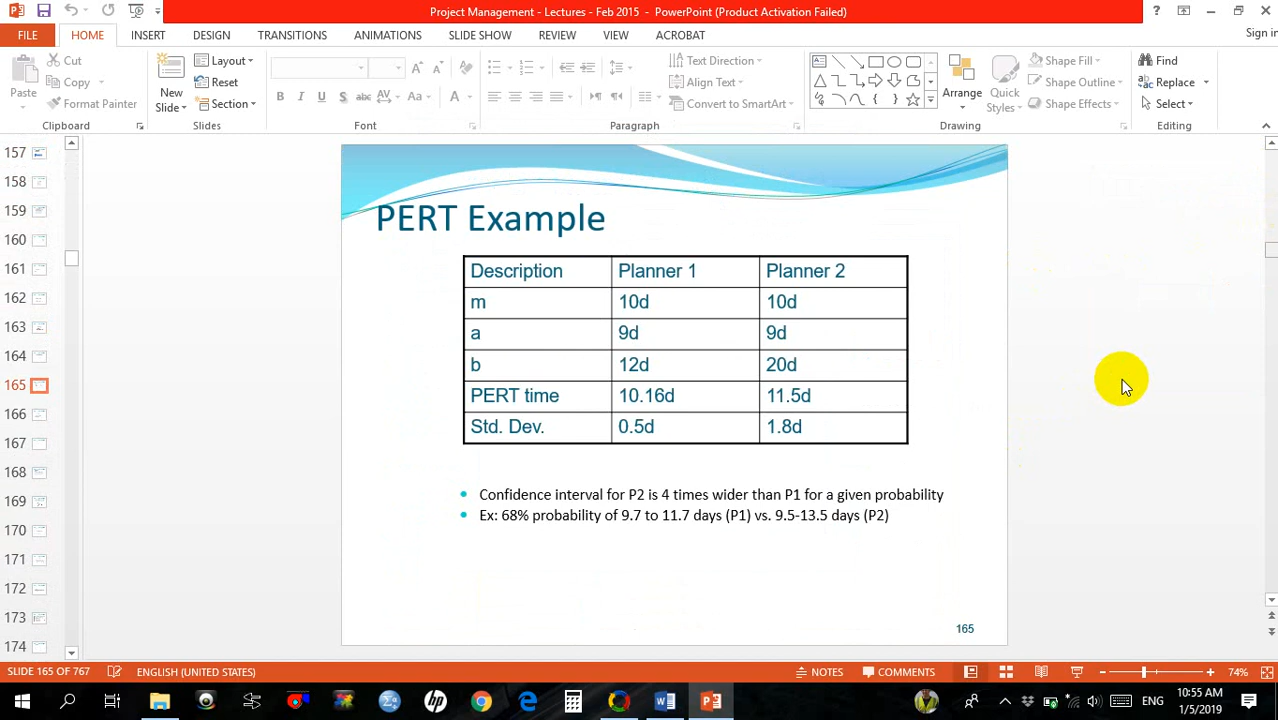 Project Management - Lectures - Feb 2015 - PowerPoint (Product Activation Failed)
?
Sign in
FILE HOME INSERT DESIGN TRANSITIONS ANIMATIONS SLIDE SHOW REVIEW VIEW ACROBAT
Paste
Cut
Copy
Format Painter
Clipboard
New Slide
Layout
Reset
Section
Slides
B I U S abc AV Aa A
A A
Font
Text Direction
Align Text
Convert to SmartArt
Paragraph
Arrange
Quick Styles
Shape Fill
Shape Outline
Shape Effects
Drawing
Find
Replace
Select
Editing
157
158
159
160
161
162
163
164
165
166
167
168
169
170
171
172
173
174
PERT Example
Description Planner 1 Planner 2
m 10d 10d
a 9d 9d
b 12d 20d
PERT time 10.16d 11.5d
Std. Dev. 0.5d 1.8d
• Confidence interval for P2 is 4 times wider than P1 for a given probability
• Ex: 68% probability of 9.7 to 11.7 days (P1) vs. 9.5-13.5 days (P2)
165
SLIDE 165 OF 767 ENGLISH (UNITED STATES) NOTES COMMENTS 74%
ENG
10:55 AM
1/5/2019